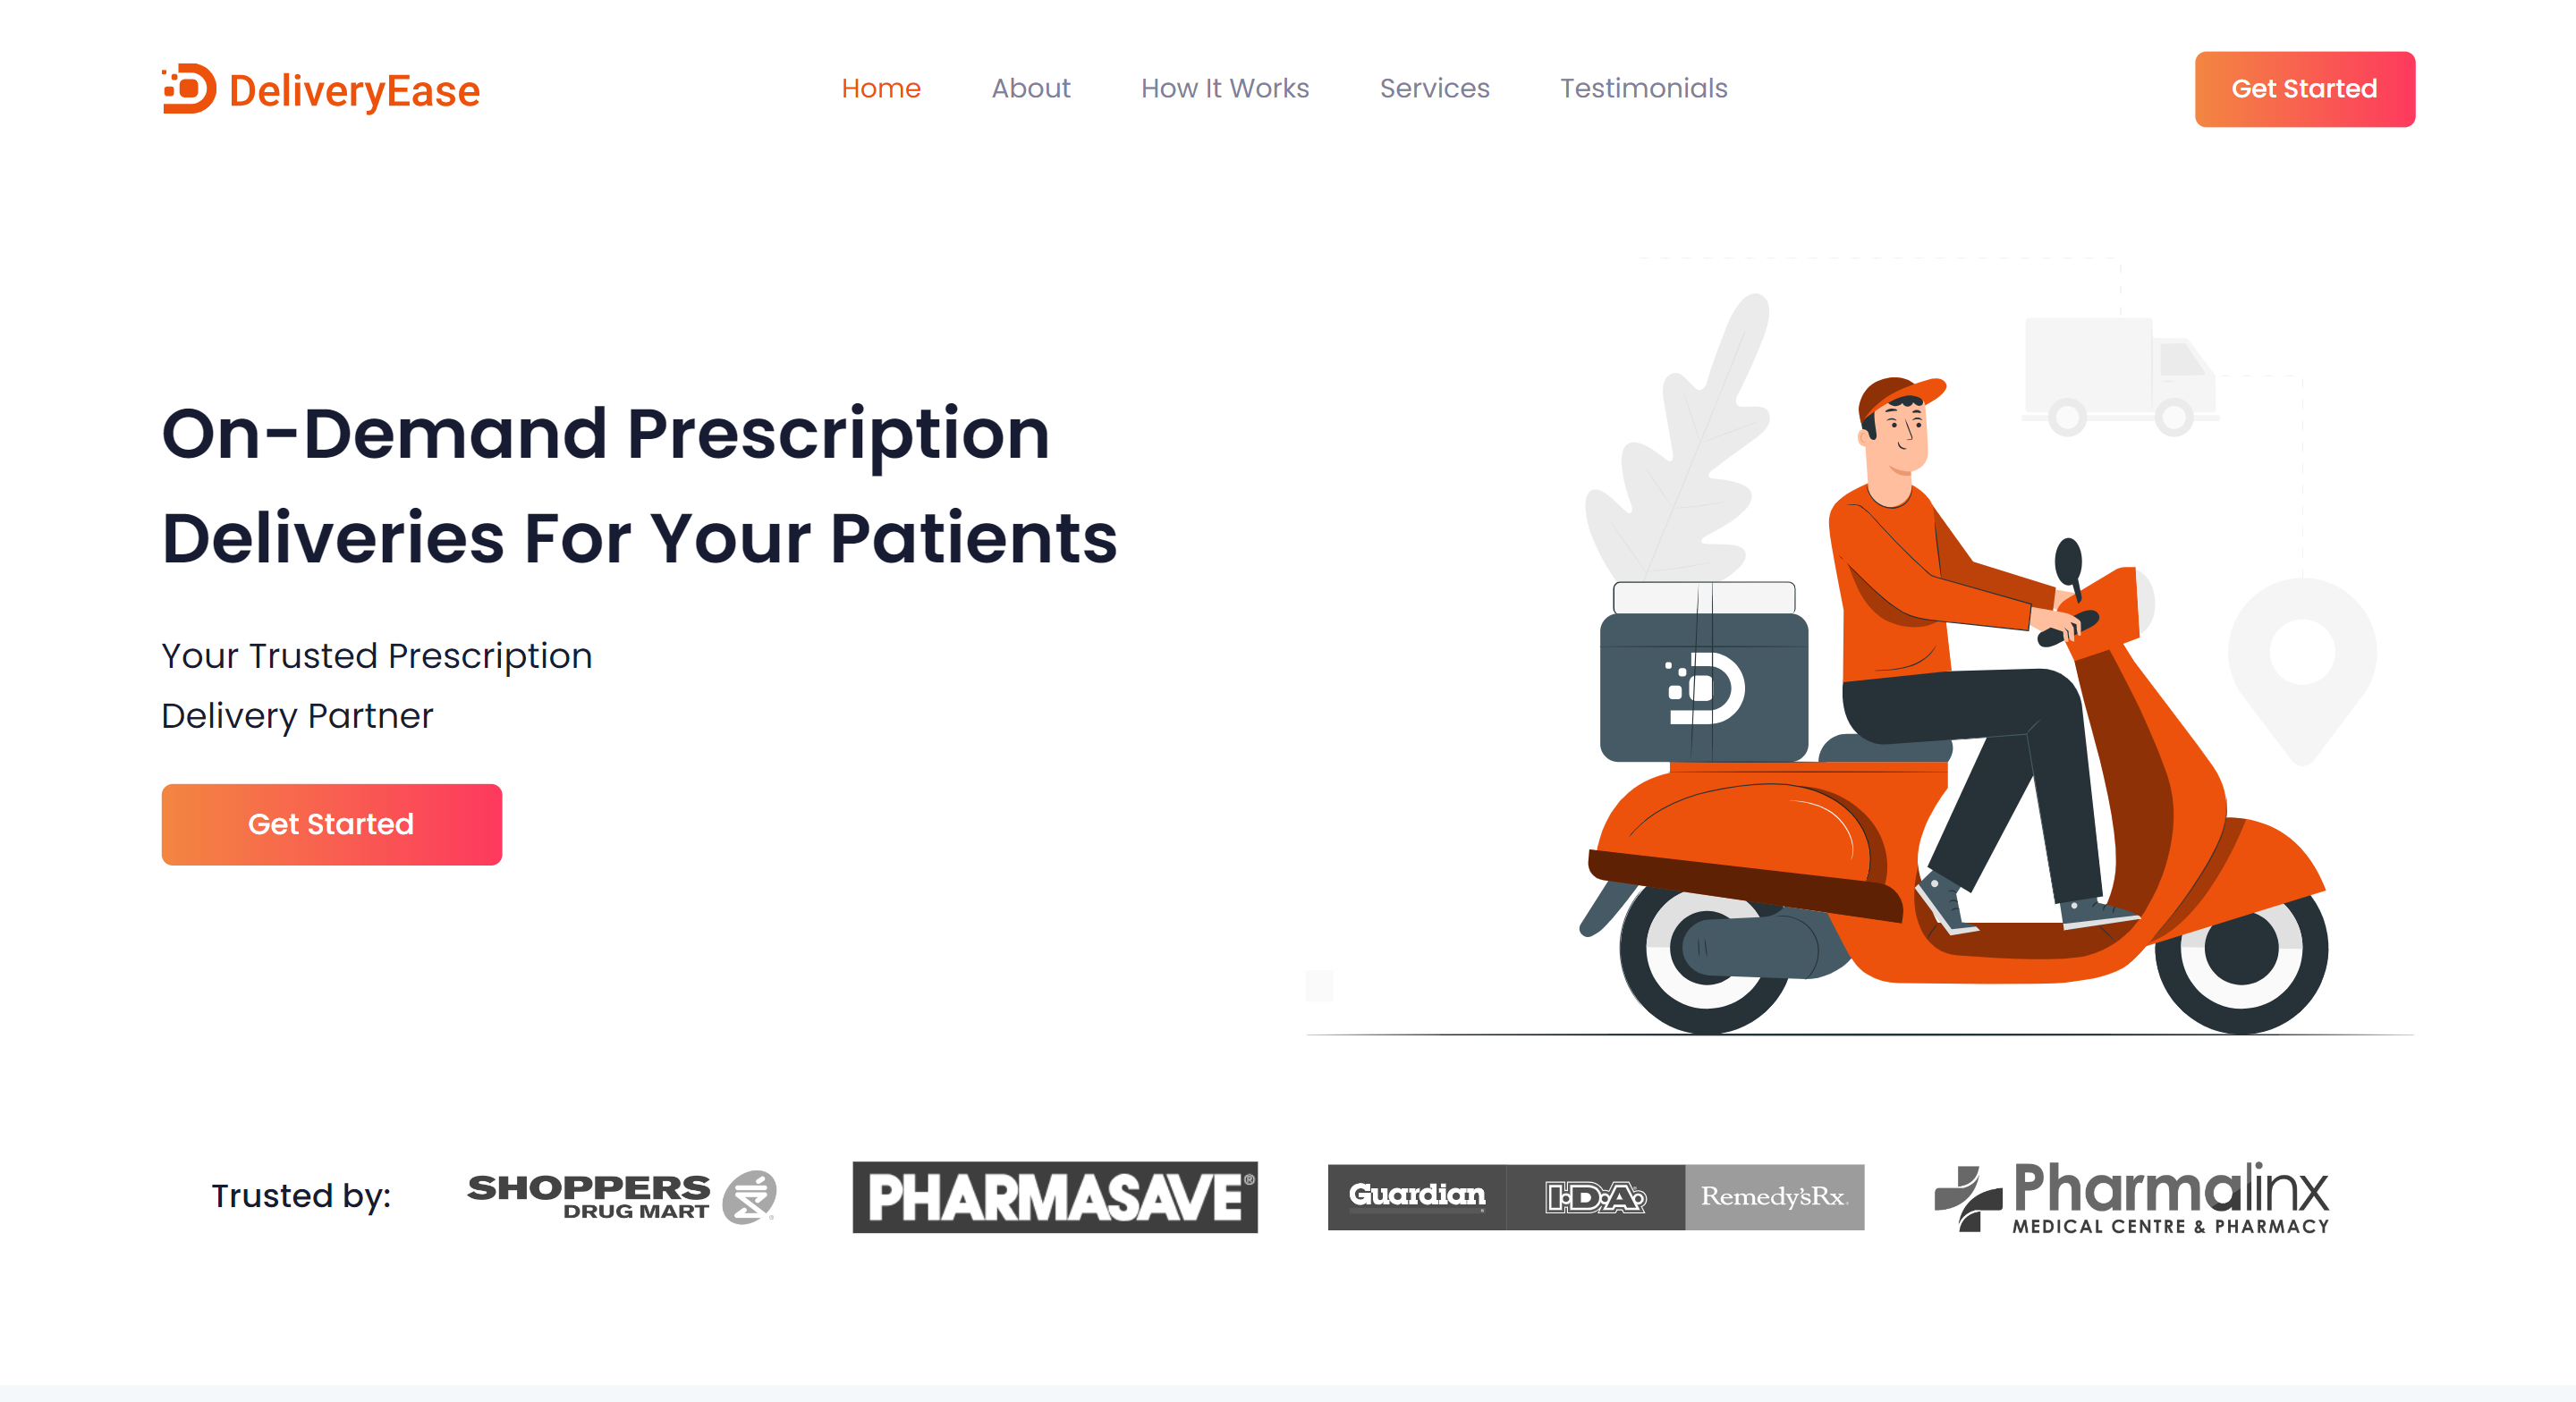 DeliveryEase
Home About How It Works Services Testimonials
Get Started
On-Demand Prescription
Deliveries For Your Patients
Your Trusted Prescription
Delivery Partner
Get Started
Trusted by:
SHOPPERS
DRUG MART
PHARMASAVE®
Guardian
I·D·A
Remedy'sRx
Pharmalinx
MEDICAL CENTRE & PHARMACY